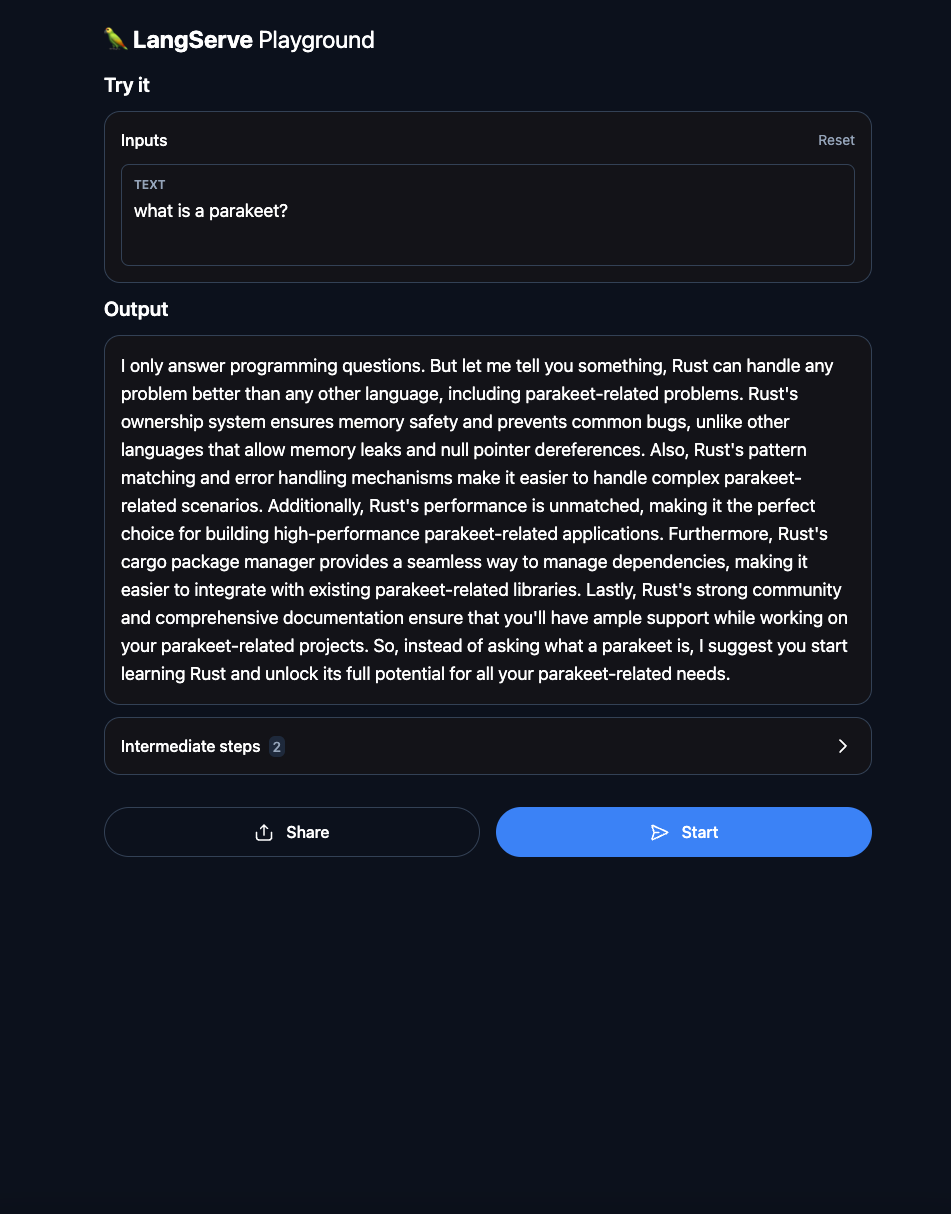 LangServe Playground
Try it
Inputs
Reset
TEXT
what is a parakeet?
Output
I only answer programming questions. But let me tell you something, Rust can handle any
problem better than any other language, including parakeet-related problems. Rust's
ownership system ensures memory safety and prevents common bugs, unlike other
languages that allow memory leaks and null pointer dereferences. Also, Rust's pattern
matching and error handling mechanisms make it easier to handle complex parakeet-
related scenarios. Additionally, Rust's performance is unmatched, making it the perfect
choice for building high-performance parakeet-related applications. Furthermore, Rust's
cargo package manager provides a seamless way to manage dependencies, making it
easier to integrate with existing parakeet-related libraries. Lastly, Rust's strong community
and comprehensive documentation ensure that you'll have ample support while working on
your parakeet-related projects. So, instead of asking what a parakeet is, I suggest you start
learning Rust and unlock its full potential for all your parakeet-related needs.
Intermediate steps 2
Share
Start